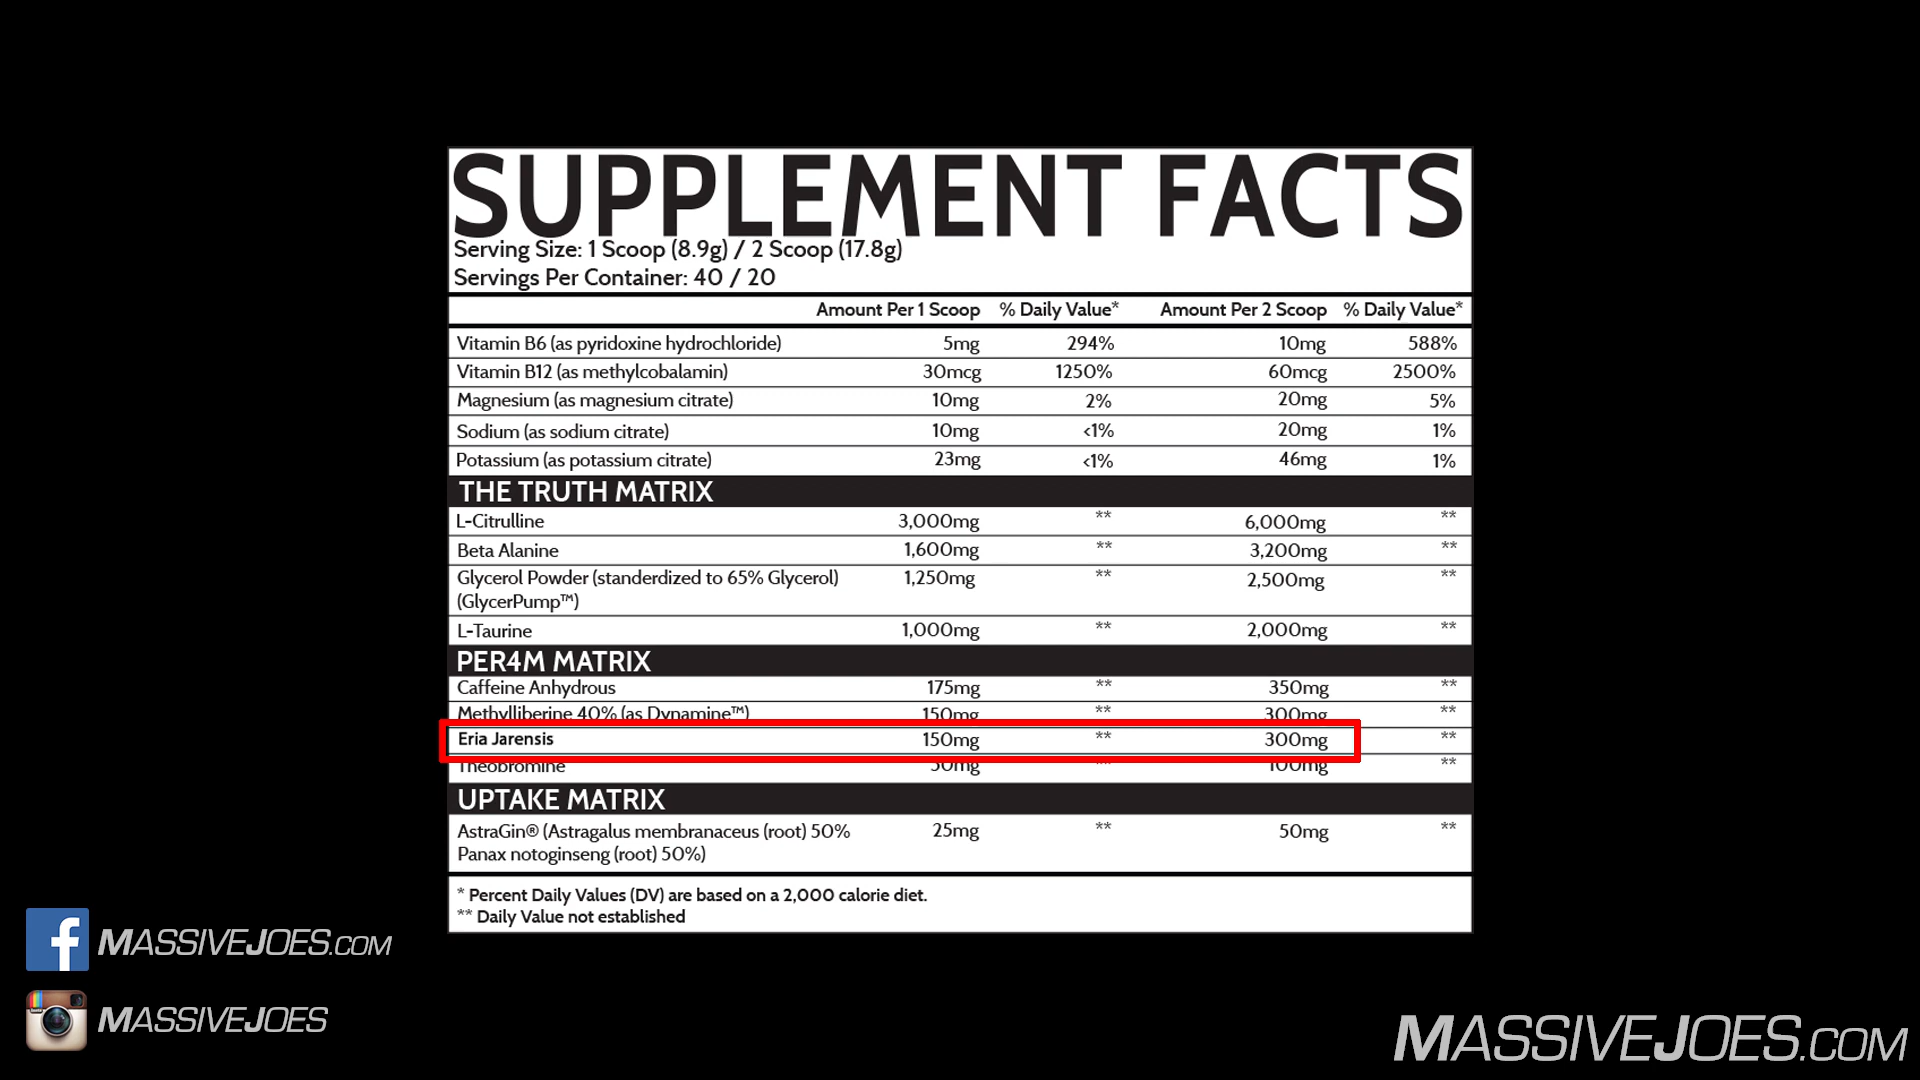 SUPPLEMENT FACTS
Serving Size: 1 Scoop (8.9g) / 2 Scoop (17.8g)
Servings Per Container: 40 / 20
Amount Per 1 Scoop % Daily Value* Amount Per 2 Scoop % Daily Value*
Vitamin B6 (as pyridoxine hydrochloride) 5mg 294% 10mg 588%
Vitamin B12 (as methylcobalamin) 30mcg 1250% 60mcg 2500%
Magnesium (as magnesium citrate) 10mg 2% 20mg 5%
Sodium (as sodium citrate) 10mg <1% 20mg 1%
Potassium (as potassium citrate) 23mg <1% 46mg 1%
THE TRUTH MATRIX
L-Citrulline 3,000mg ** 6,000mg **
Beta Alanine 1,600mg ** 3,200mg **
Glycerol Powder (standerdized to 65% Glycerol) 1,250mg ** 2,500mg **
(GlycerPump™)
L-Taurine 1,000mg ** 2,000mg **
PER4M MATRIX
Caffeine Anhydrous 175mg ** 350mg **
Methylliberine 40% (as Dynamine™) 150mg ** 300mg **
Eria Jarensis 150mg ** 300mg **
Theobromine 50mg ** 100mg **
UPTAKE MATRIX
AstraGin® (Astragalus membranaceus (root) 50% 25mg ** 50mg **
Panax notoginseng (root) 50%)
* Percent Daily Values (DV) are based on a 2,000 calorie diet.
** Daily Value not established
f MASSIVEJOES.COM
MASSIVEJOES
MASSIVEJOES.COM